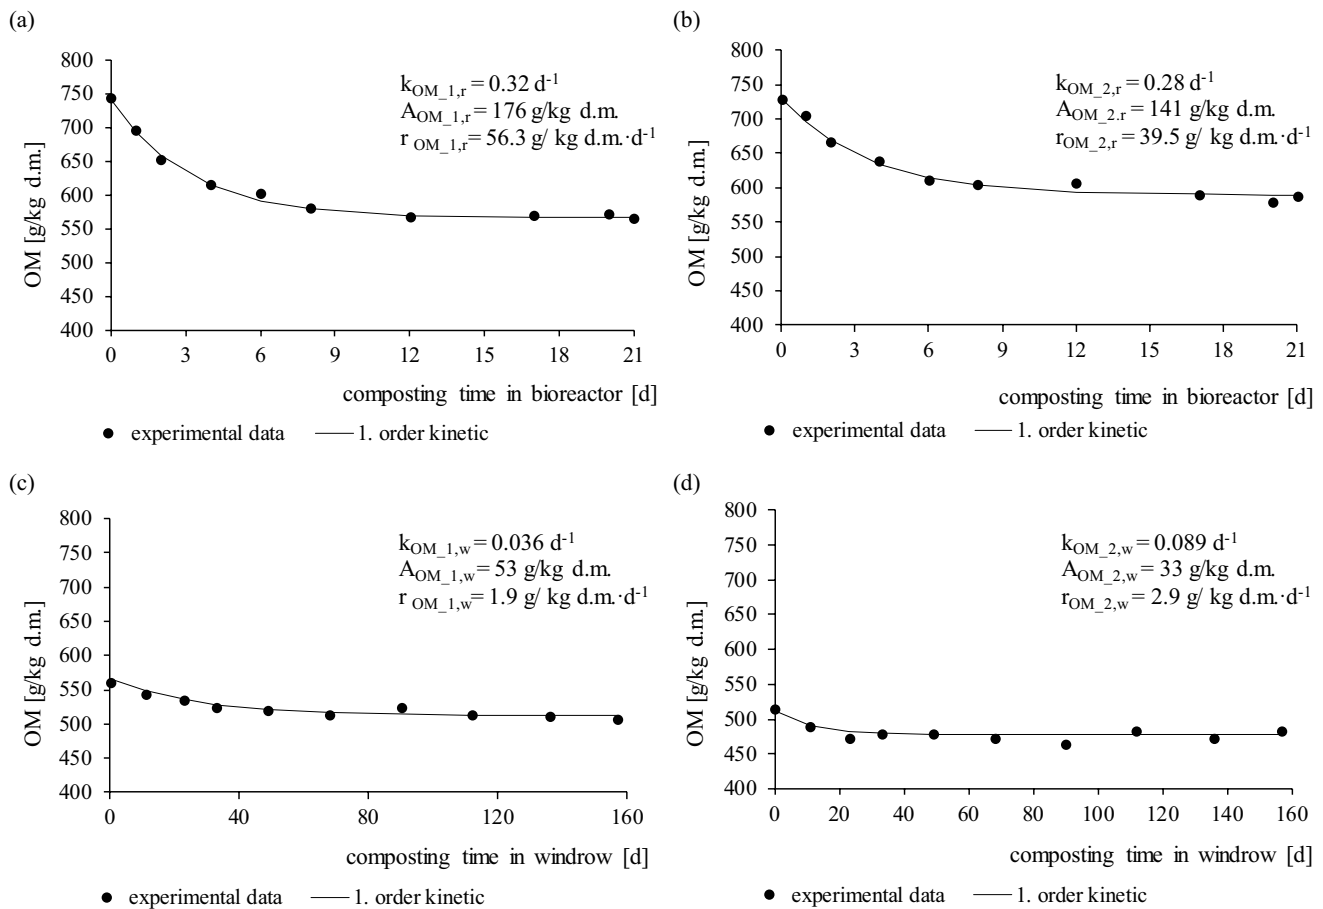 (a)
800
750
700
650
600
550
500
450
400
OM [g/kg d.m.]
k_OM_1,r = 0.32 d⁻¹
A_OM_1,r = 176 g/kg d.m.
r_OM_1,r = 56.3 g/ kg d.m.·d⁻¹
0 3 6 9 12 15 18 21
composting time in bioreactor [d]
● experimental data — 1. order kinetic
(b)
800
750
700
650
600
550
500
450
400
OM [g/kg d.m.]
k_OM_2,r = 0.28 d⁻¹
A_OM_2.r = 141 g/kg d.m.
r_OM_2,r = 39.5 g/ kg d.m.·d⁻¹
0 3 6 9 12 15 18 21
composting time in bioreactor [d]
● experimental data — 1. order kinetic
(c)
800
750
700
650
600
550
500
450
400
OM [g/kg d.m.]
k_OM_1,w = 0.036 d⁻¹
A_OM_1,w = 53 g/kg d.m.
r_OM_1,w = 1.9 g/ kg d.m.·d⁻¹
0 40 80 120 160
composting time in windrow [d]
● experimental data — 1. order kinetic
(d)
800
750
700
650
600
550
500
450
400
OM [g/kg d.m.]
k_OM_2,w = 0.089 d⁻¹
A_OM_2,w = 33 g/kg d.m.
r_OM_2,w = 2.9 g/ kg d.m.·d⁻¹
0 20 40 60 80 100 120 140 160
composting time in windrow [d]
● experimental data — 1. order kinetic